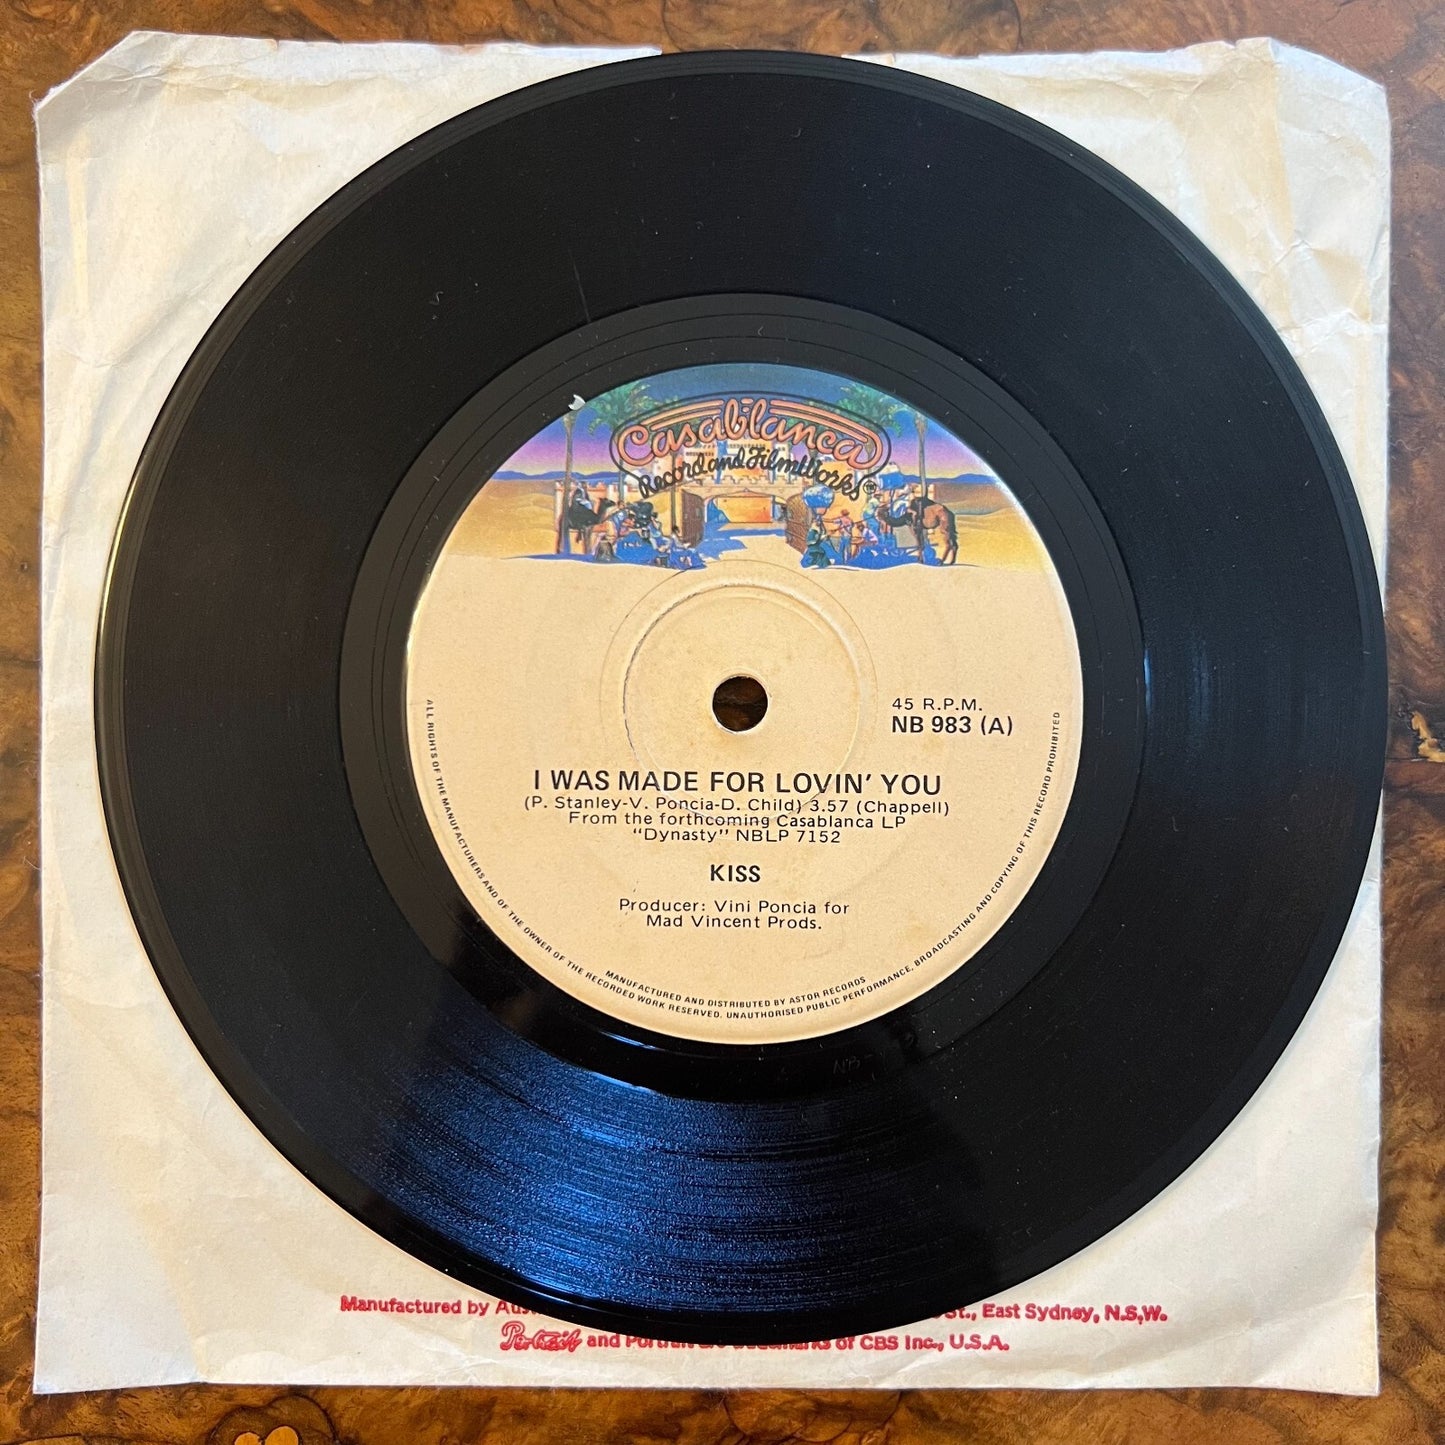 Casablanca
Record and FilmWorks
45 R.P.M.
NB 983 (A)
I WAS MADE FOR LOVIN' YOU
(P. Stanley-V. Poncia-D. Child) 3.57 (Chappell)
From the forthcoming Casablanca LP
"Dynasty" NBLP 7152
KISS
Producer: Vini Poncia for
Mad Vincent Prods.
MANUFACTURED AND DISTRIBUTED BY ASTOR RECORDS
ALL RIGHTS OF THE MANUFACTURERS AND OF THE OWNER OF THE RECORDED WORK RESERVED. UNAUTHORISED PUBLIC PERFORMANCE, BROADCASTING AND COPYING OF THIS RECORD PROHIBITED
Manufactured by St., East Sydney, N.S.W.
Portrait and of CBS Inc., U.S.A.